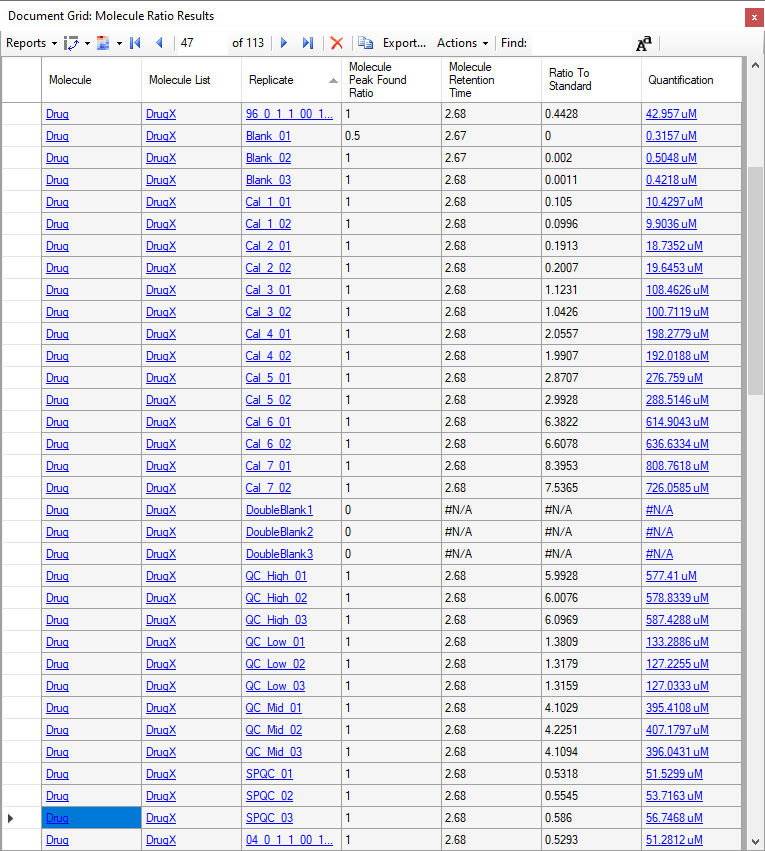 Document Grid: Molecule Ratio Results
x
Reports 47 of 113 Export... Actions Find: Aa
Molecule Molecule List Replicate Molecule Peak Found Ratio Molecule Retention Time Ratio To Standard Quantification
Drug DrugX 96_0_1_1_00_1... 1 2.68 0.4428 42.957 uM
Drug DrugX Blank_01 0.5 2.67 0 0.3157 uM
Drug DrugX Blank_02 1 2.67 0.002 0.5048 uM
Drug DrugX Blank_03 1 2.68 0.0011 0.4218 uM
Drug DrugX Cal_1_01 1 2.68 0.105 10.4297 uM
Drug DrugX Cal_1_02 1 2.68 0.0996 9.9036 uM
Drug DrugX Cal_2_01 1 2.68 0.1913 18.7352 uM
Drug DrugX Cal_2_02 1 2.68 0.2007 19.6453 uM
Drug DrugX Cal_3_01 1 2.68 1.1231 108.4626 uM
Drug DrugX Cal_3_02 1 2.68 1.0426 100.7119 uM
Drug DrugX Cal_4_01 1 2.68 2.0557 198.2779 uM
Drug DrugX Cal_4_02 1 2.68 1.9907 192.0188 uM
Drug DrugX Cal_5_01 1 2.68 2.8707 276.759 uM
Drug DrugX Cal_5_02 1 2.68 2.9928 288.5146 uM
Drug DrugX Cal_6_01 1 2.68 6.3822 614.9043 uM
Drug DrugX Cal_6_02 1 2.68 6.6078 636.6334 uM
Drug DrugX Cal_7_01 1 2.68 8.3953 808.7618 uM
Drug DrugX Cal_7_02 1 2.68 7.5365 726.0585 uM
Drug DrugX DoubleBlank1 0 #N/A #N/A #N/A
Drug DrugX DoubleBlank2 0 #N/A #N/A #N/A
Drug DrugX DoubleBlank3 0 #N/A #N/A #N/A
Drug DrugX QC_High_01 1 2.68 5.9928 577.41 uM
Drug DrugX QC_High_02 1 2.68 6.0076 578.8339 uM
Drug DrugX QC_High_03 1 2.68 6.0969 587.4288 uM
Drug DrugX QC_Low_01 1 2.68 1.3809 133.2886 uM
Drug DrugX QC_Low_02 1 2.68 1.3179 127.2255 uM
Drug DrugX QC_Low_03 1 2.68 1.3159 127.0333 uM
Drug DrugX QC_Mid_01 1 2.68 4.1029 395.4108 uM
Drug DrugX QC_Mid_02 1 2.68 4.2251 407.1797 uM
Drug DrugX QC_Mid_03 1 2.68 4.1094 396.0431 uM
Drug DrugX SPQC_01 1 2.68 0.5318 51.5299 uM
Drug DrugX SPQC_02 1 2.68 0.5545 53.7163 uM
Drug DrugX SPQC_03 1 2.68 0.586 56.7468 uM
Drug DrugX 04_0_1_1_00_1... 1 2.68 0.5293 51.2812 uM